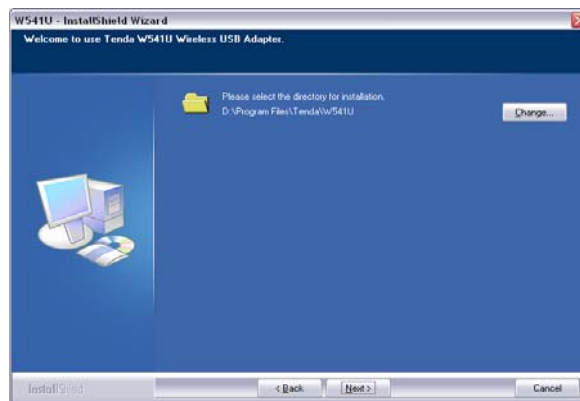 W541U - InstallShield Wizard
Welcome to use Tenda W541U Wireless USB Adapter.
Please select the directory for installation.
D:\Program Files\Tenda\W541U
Change...
InstallShield
< Back
Next >
Cancel